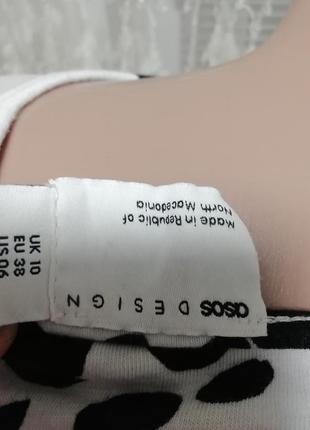 asos DESIGN
Made in Republic of
North Macedonia
UK 10
EU 38
US 06